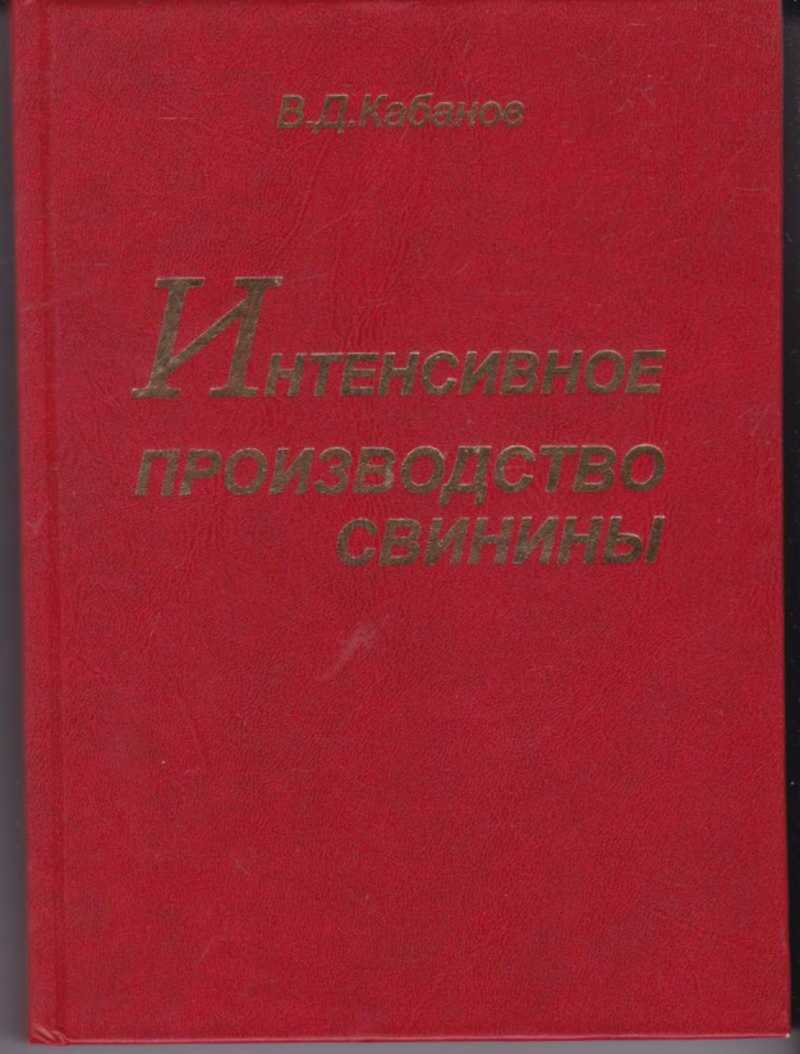 В.Д.Кабанов
Интенсивное
производство
свинины